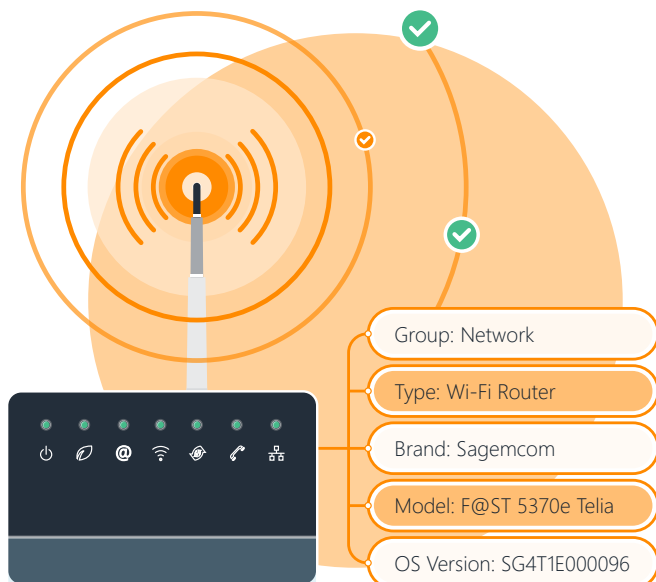 Group: Network
Type: Wi-Fi Router
Brand: Sagemcom
Model: F@ST 5370e Telia
OS Version: SG4T1E000096
@